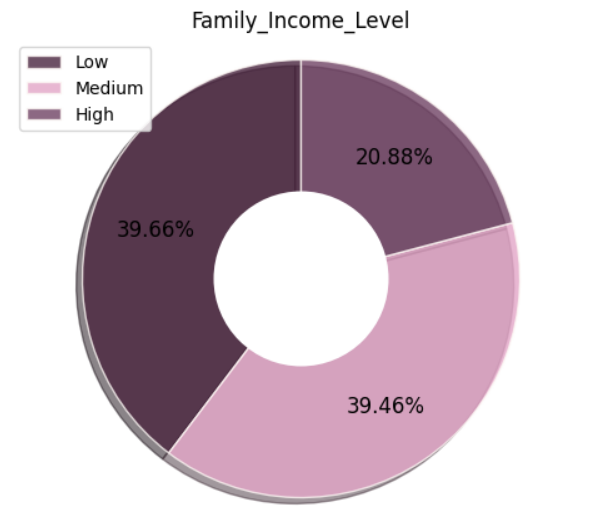 Family_Income_Level
Low
Medium
High
20.88%
39.66%
39.46%